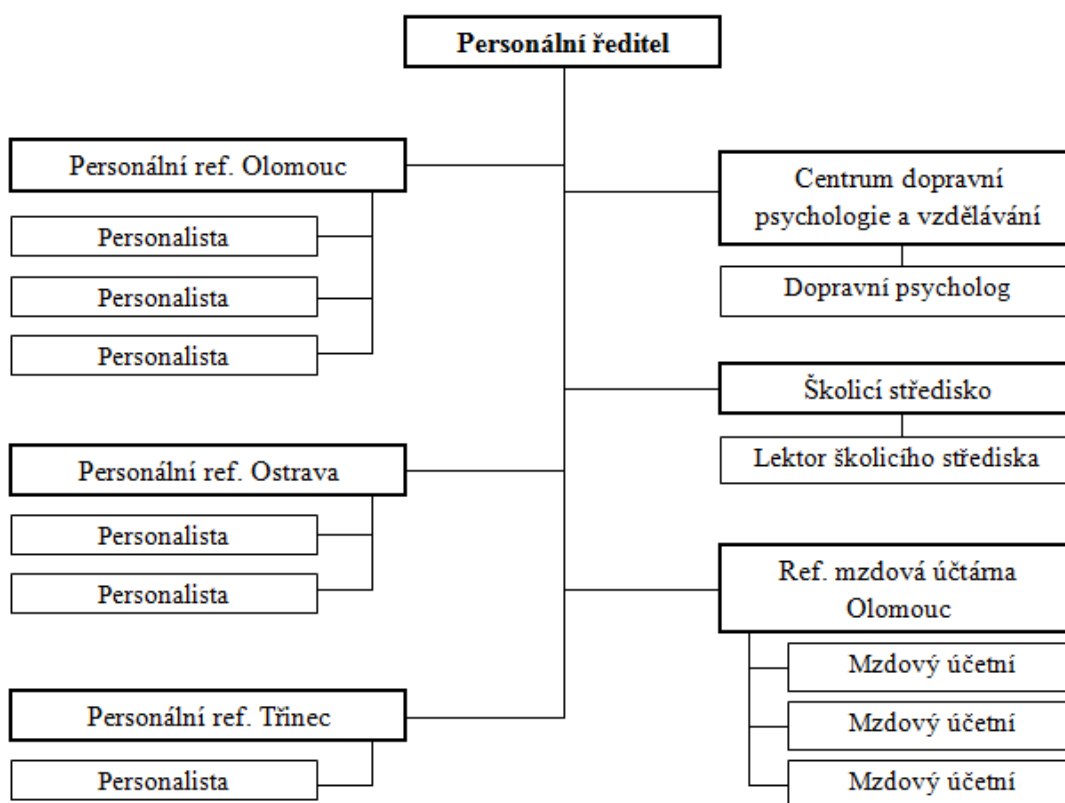 Personální ředitel
Personální ref. Olomouc
Personalista
Personalista
Personalista
Personální ref. Ostrava
Personalista
Personalista
Personální ref. Třinec
Personalista
Centrum dopravní
psychologie a vzdělávání
Dopravní psycholog
Školicí středisko
Lektor školicího střediska
Ref. mzdová účtárna
Olomouc
Mzdový účetní
Mzdový účetní
Mzdový účetní